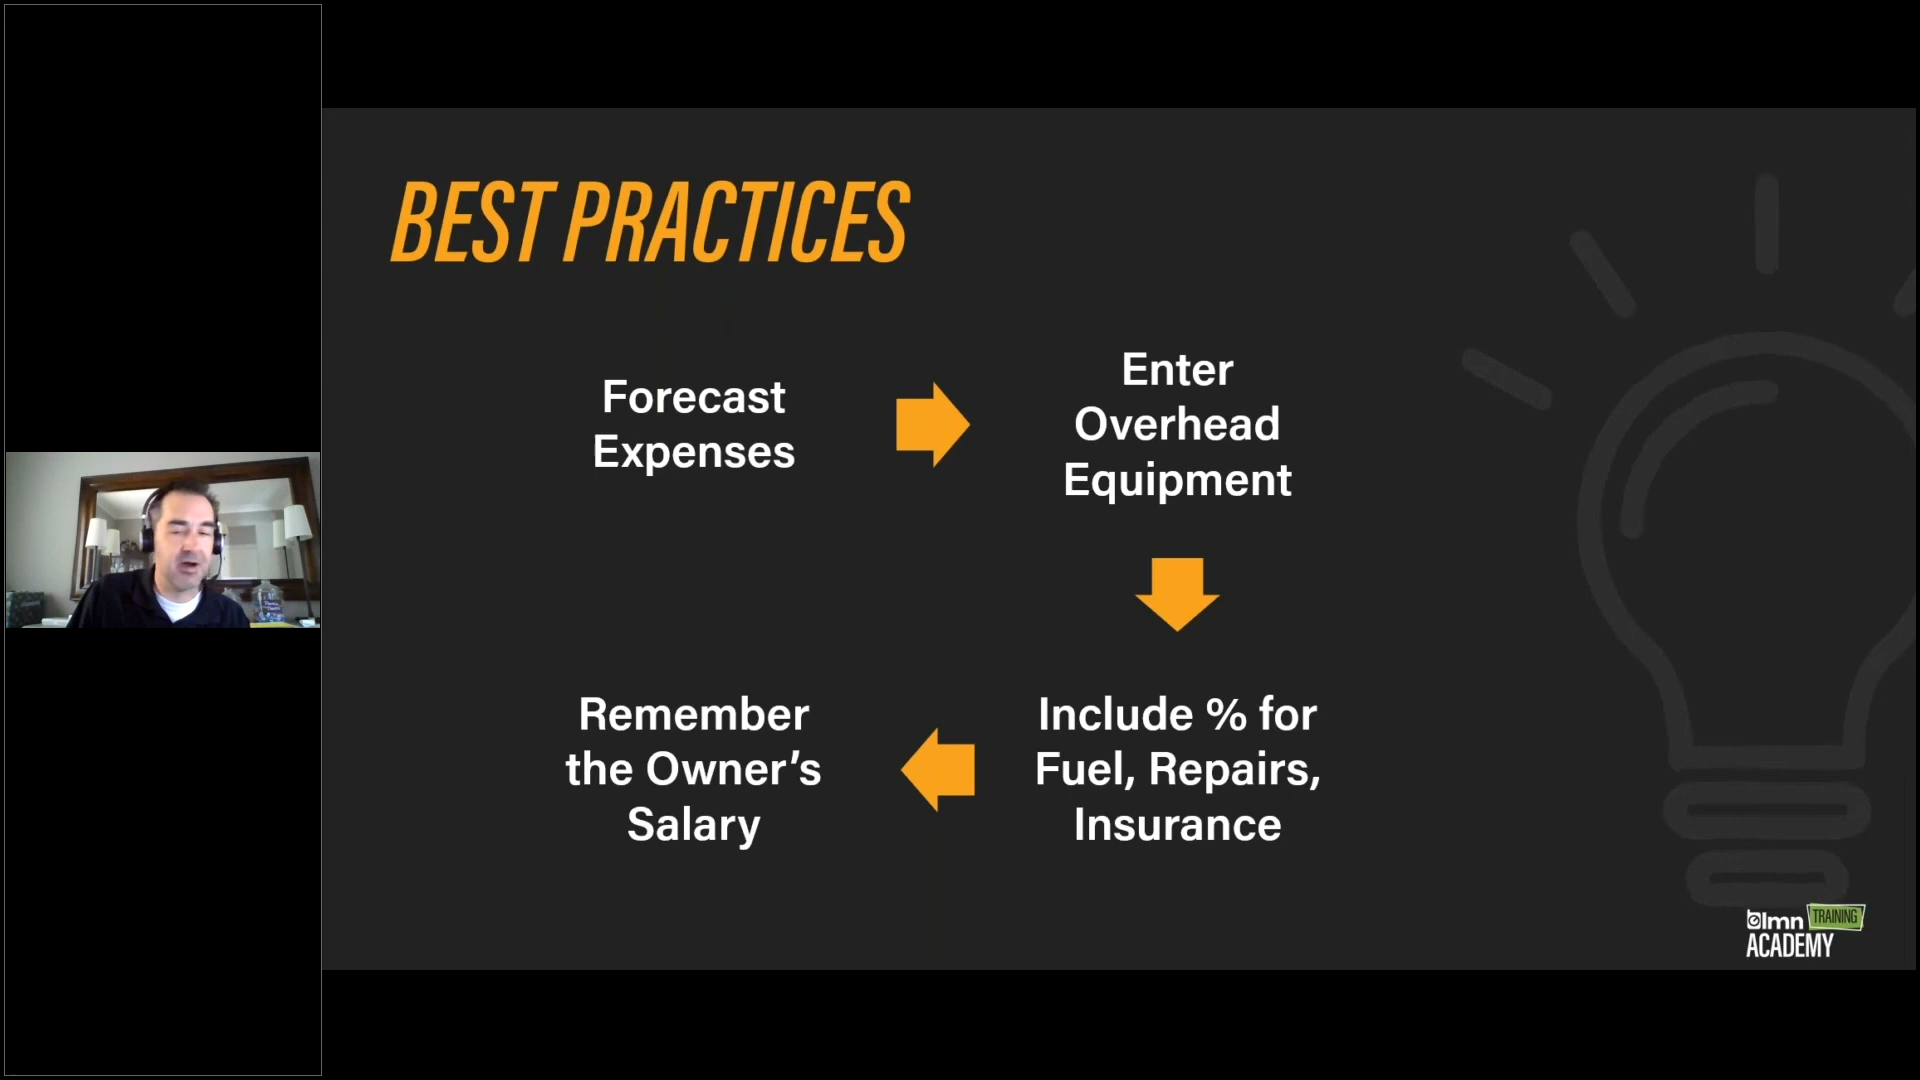 BEST PRACTICES
Forecast
Expenses
Enter
Overhead
Equipment
Include % for
Fuel, Repairs,
Insurance
Remember
the Owner’s
Salary
lmn TRAINING
ACADEMY